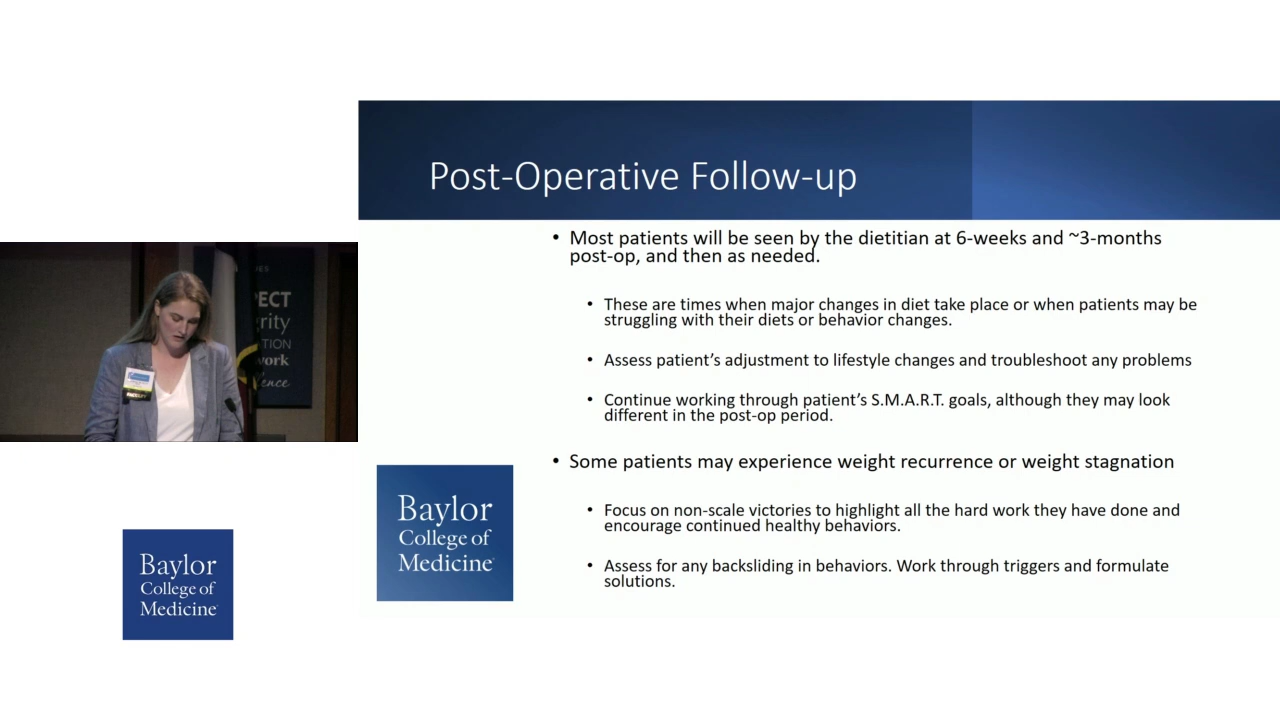 Post-Operative Follow-up
• Most patients will be seen by the dietitian at 6-weeks and ~3-months
post-op, and then as needed.
• These are times when major changes in diet take place or when patients may be
struggling with their diets or behavior changes.
• Assess patient's adjustment to lifestyle changes and troubleshoot any problems
• Continue working through patient's S.M.A.R.T. goals, although they may look
different in the post-op period.
• Some patients may experience weight recurrence or weight stagnation
• Focus on non-scale victories to highlight all the hard work they have done and
encourage continued healthy behaviors.
• Assess for any backsliding in behaviors. Work through triggers and formulate
solutions.
Baylor
College of
Medicine
Baylor
College of
Medicine
FACULTY